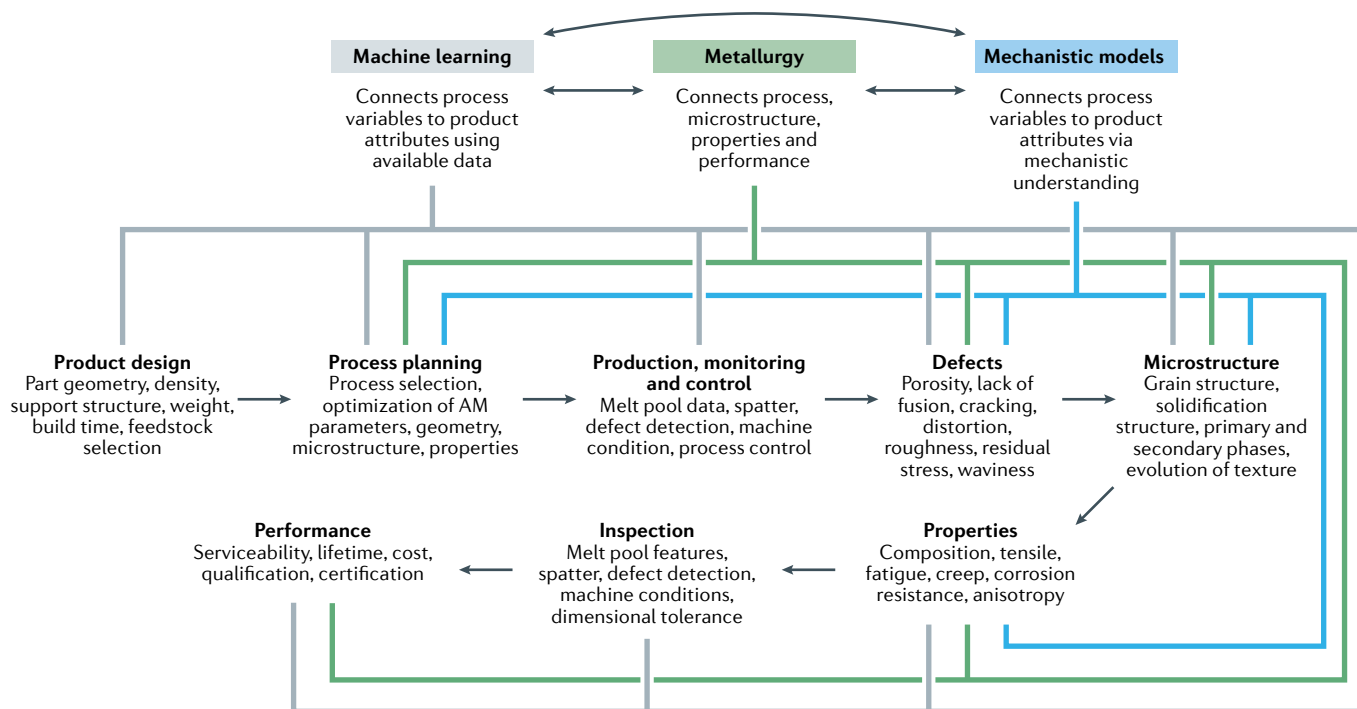 Machine learning
Metallurgy
Mechanistic models
Connects process
variables to product
attributes using
available data
Connects process,
microstructure,
properties and
performance
Connects process
variables to product
attributes via
mechanistic
understanding
Product design
Part geometry, density,
support structure, weight,
build time, feedstock
selection
Process planning
Process selection,
optimization of AM
parameters, geometry,
microstructure, properties
Production, monitoring
and control
Melt pool data, spatter,
defect detection, machine
condition, process control
Defects
Porosity, lack of
fusion, cracking,
distortion,
roughness, residual
stress, waviness
Microstructure
Grain structure,
solidification
structure, primary and
secondary phases,
evolution of texture
Performance
Serviceability, lifetime, cost,
qualification, certification
Inspection
Melt pool features,
spatter, defect detection,
machine conditions,
dimensional tolerance
Properties
Composition, tensile,
fatigue, creep, corrosion
resistance, anisotropy